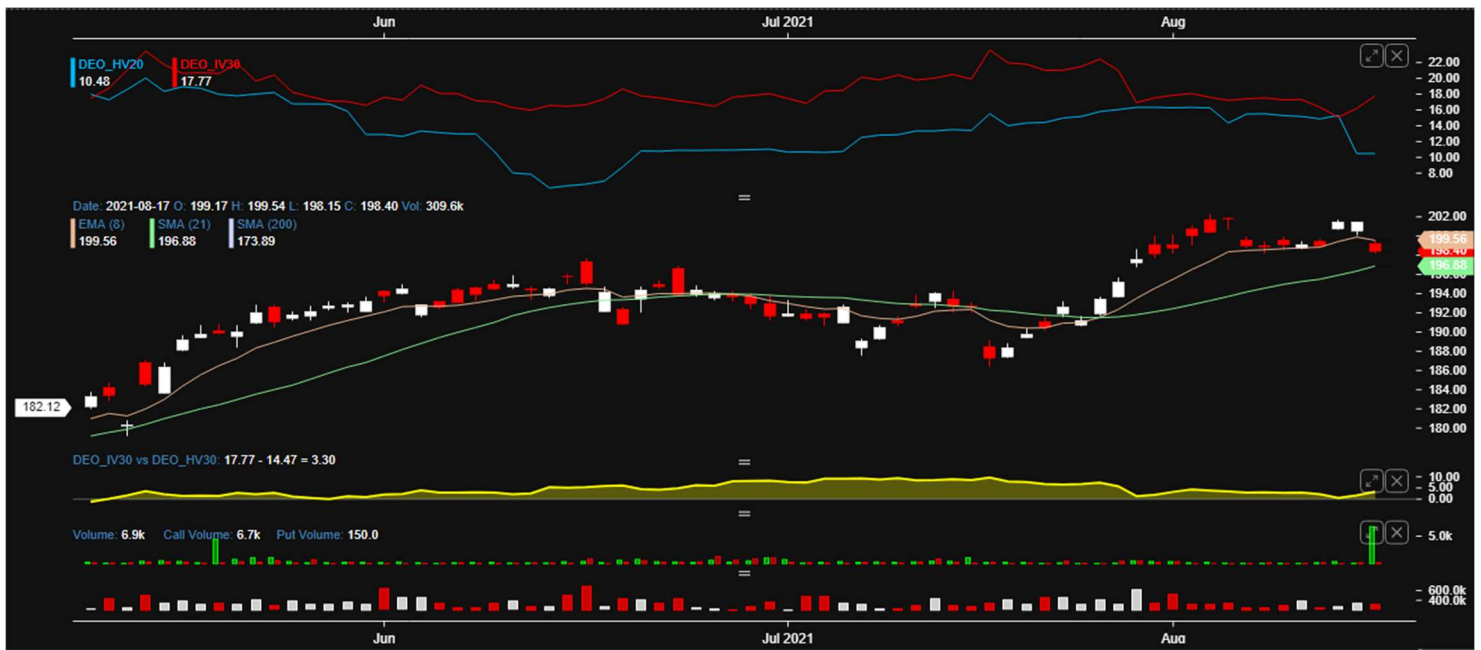 Jun Jul 2021 Aug
DEO_HV20 DEO_IV30
10.48 17.77
22.00
20.00
18.00
16.00
14.00
12.00
10.00
8.00
Date: 2021-08-17 O: 199.17 H: 199.54 L: 198.15 C: 198.40 Vol: 309.6k
EMA (8) SMA (21) SMA (200)
199.56 196.88 173.89
202.00
199.56
198.40
196.88
194.00
192.00
190.00
188.00
186.00
184.00
182.12
182.00
180.00
DEO_IV30 vs DEO_HV30: 17.77 - 14.47 = 3.30
10.00
5.00
0.00
Volume: 6.9k Call Volume: 6.7k Put Volume: 150.0
5.0k
600.0k
400.0k
Jun Jul 2021 Aug